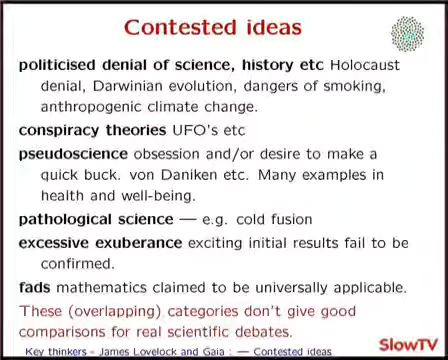 Contested ideas
politicised denial of science, history etc Holocaust
denial, Darwinian evolution, dangers of smoking,
anthropogenic climate change.
conspiracy theories UFO's etc
pseudoscience obsession and/or desire to make a
quick buck. von Daniken etc. Many examples in
health and well-being.
pathological science — e.g. cold fusion
excessive exuberance exciting initial results fail to be
confirmed.
fads mathematics claimed to be universally applicable.
These (overlapping) categories don't give good
comparisons for real scientific debates.
SlowTV
Key thinkers - James Lovelock and Gaia : — Contested ideas